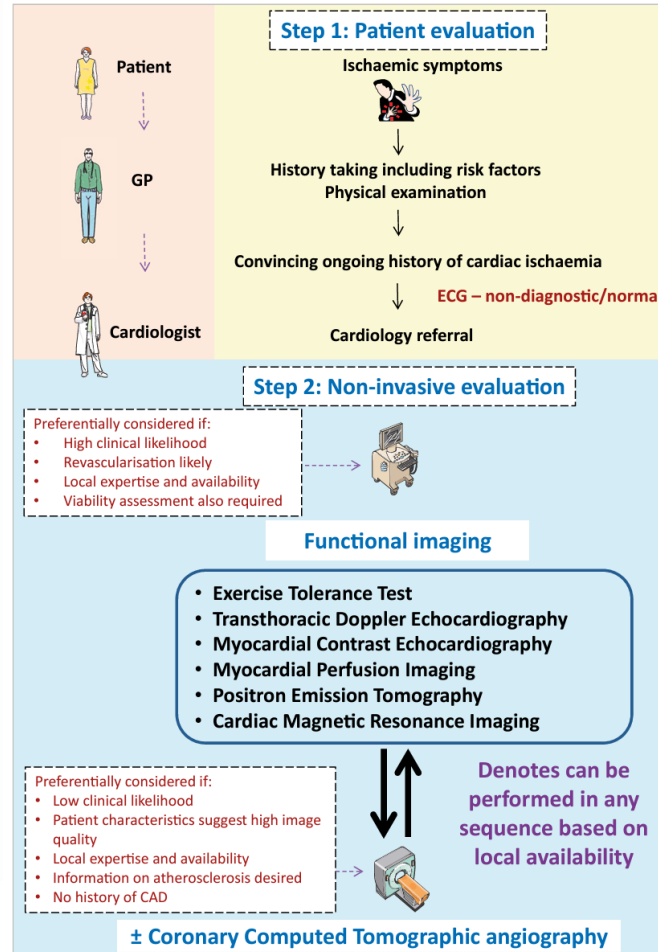 Step 1: Patient evaluation
Patient
GP
Cardiologist
Ischaemic symptoms
History taking including risk factors
Physical examination
Convincing ongoing history of cardiac ischaemia
ECG – non-diagnostic/norma
Cardiology referral
Step 2: Non-invasive evaluation
Preferentially considered if:
• High clinical likelihood
• Revascularisation likely
• Local expertise and availability
• Viability assessment also required
Functional imaging
• Exercise Tolerance Test
• Transthoracic Doppler Echocardiography
• Myocardial Contrast Echocardiography
• Myocardial Perfusion Imaging
• Positron Emission Tomography
• Cardiac Magnetic Resonance Imaging
Preferentially considered if:
• Low clinical likelihood
• Patient characteristics suggest high image
quality
• Local expertise and availability
• Information on atherosclerosis desired
• No history of CAD
Denotes can be
performed in any
sequence based on
local availability
± Coronary Computed Tomographic angiography